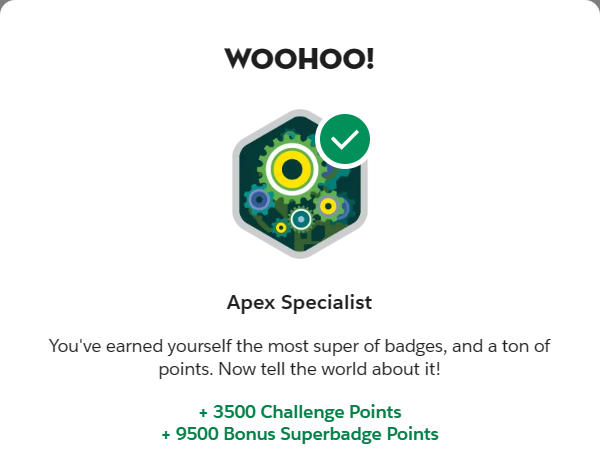 WOOHOO!
Apex Specialist
You've earned yourself the most super of badges, and a ton of
points. Now tell the world about it!
+ 3500 Challenge Points
+ 9500 Bonus Superbadge Points